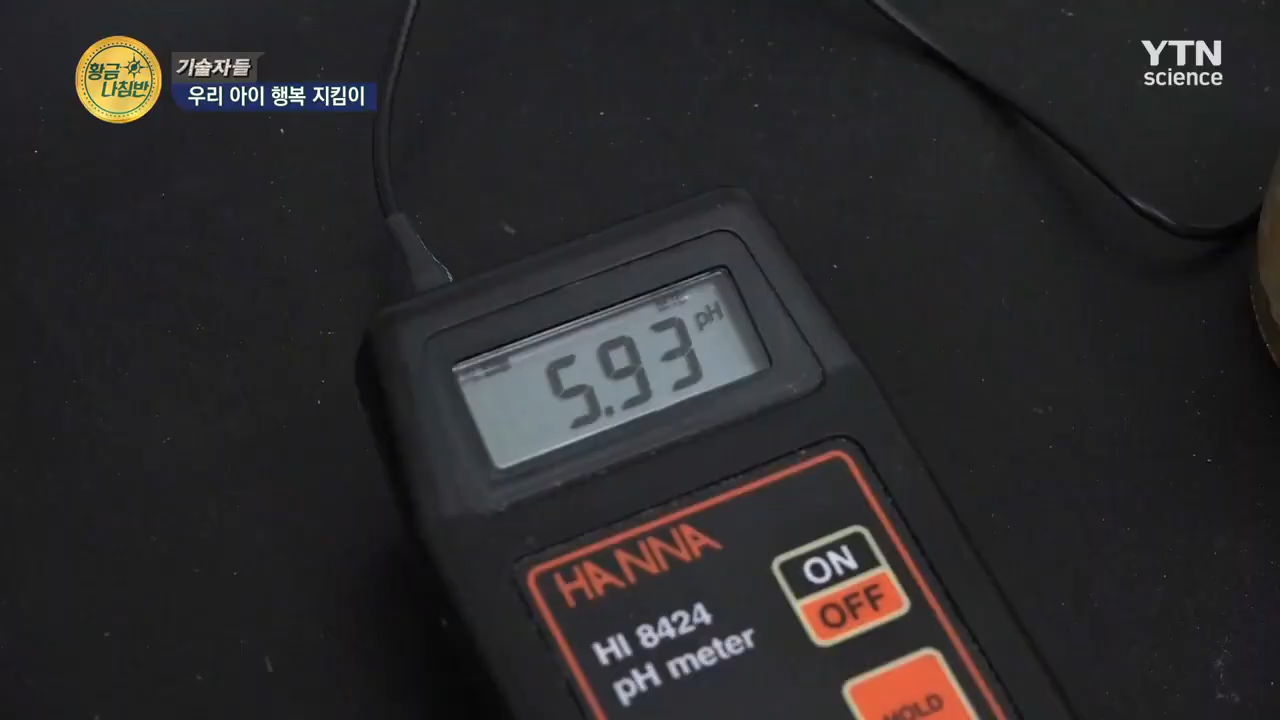 황금
나침반
기술자들
우리 아이 행복 지킴이
YTN
science
5.93 pH
HANNA
HI 8424
pH meter
ON
OFF
HOLD